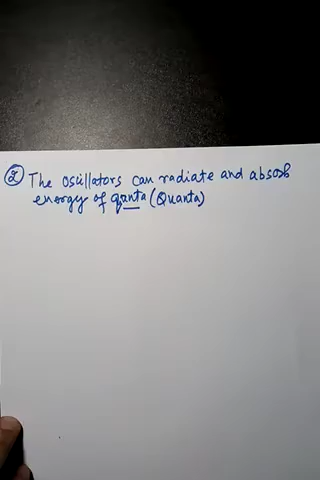 ② The oscillators can radiate and absorb
energy of qanta (Quanta)